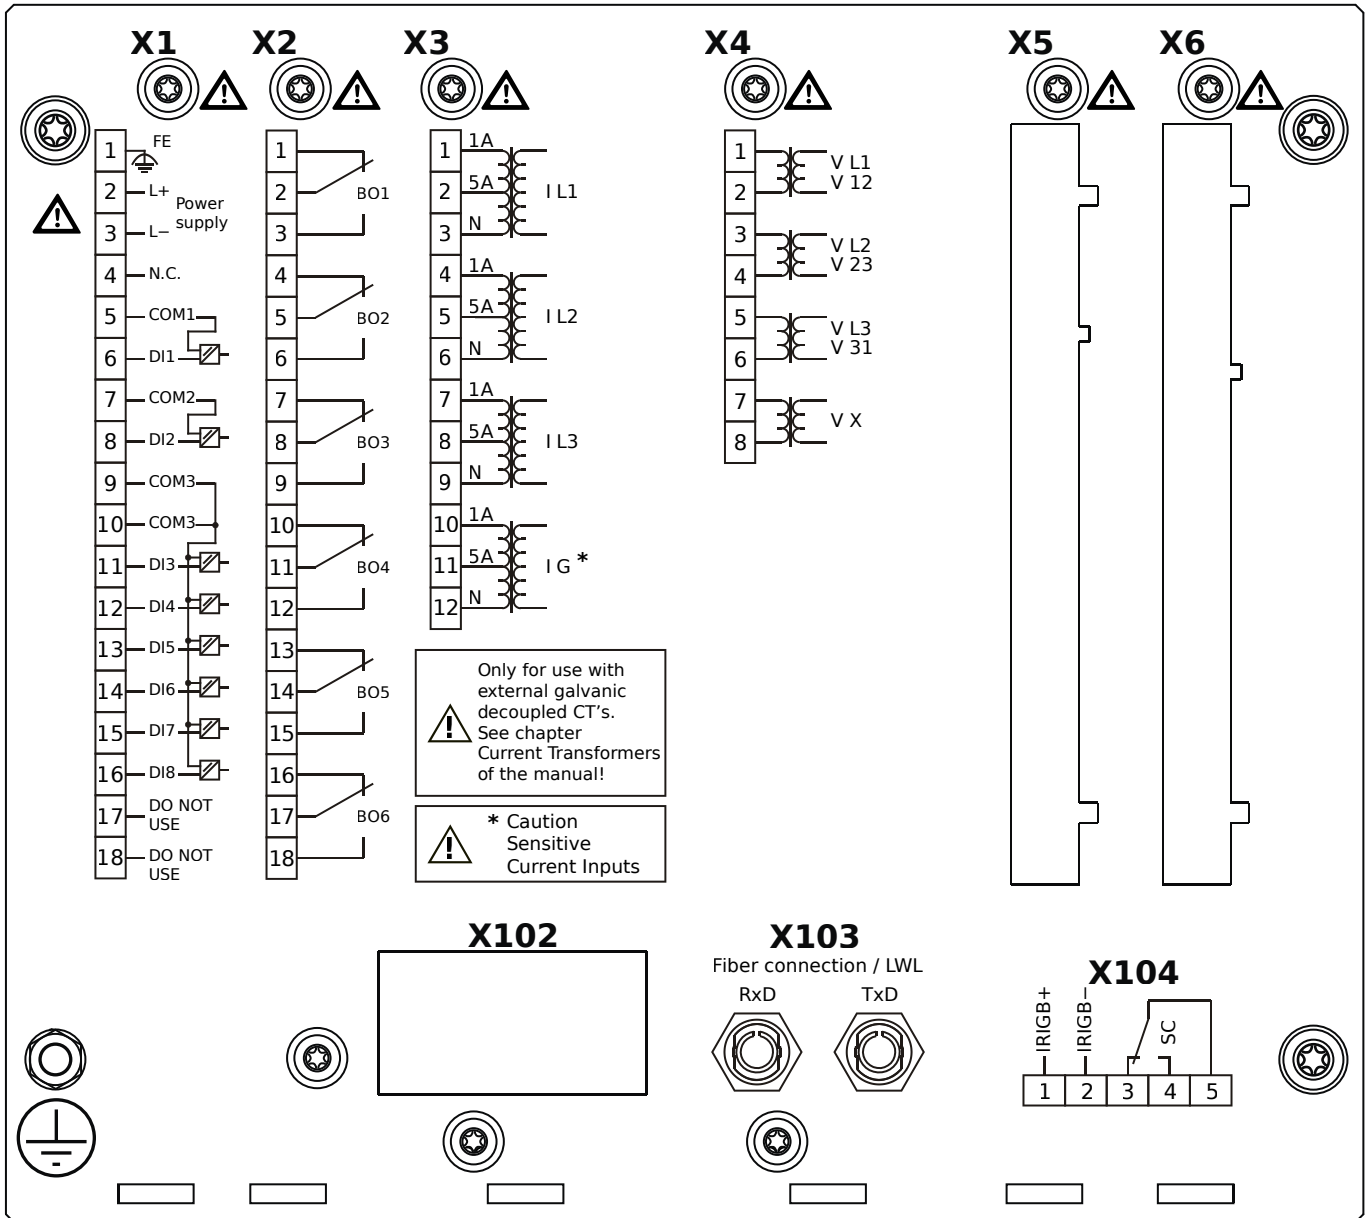 X1
X2
X3
X4
X5
X6
1 FE
2 L+
Power
supply
3 L−
4 N.C.
5 COM1
6 DI1
7 COM2
8 DI2
9 COM3
10 COM3
11 DI3
12 DI4
13 DI5
14 DI6
15 DI7
16 DI8
17 DO NOT
USE
18 DO NOT
USE
1
2 BO1
3
4
5 BO2
6
7
8 BO3
9
10
11 BO4
12
13
14 BO5
15
16
17 BO6
18
1 1A
2 5A I L1
3 N
4 1A
5 5A I L2
6 N
7 1A
8 5A I L3
9 N
10 1A
11 5A I G *
12 N
Only for use with
external galvanic
decoupled CT's.
See chapter
Current Transformers
of the manual!
* Caution
Sensitive
Current Inputs
1 V L1
2 V 12
3 V L2
4 V 23
5 V L3
6 V 31
7 V X
8
X102
X103
Fiber connection / LWL
RxD TxD
X104
IRIGB+
IRIGB−
SC
1 2 3 4 5